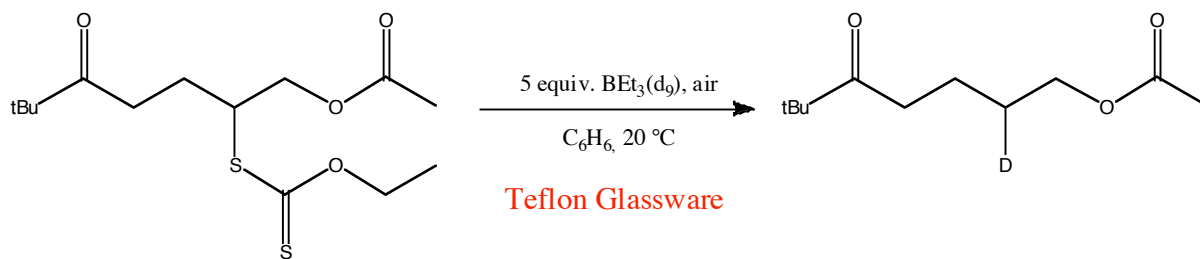 O
O
5 equiv. BEt3(d9), air
tBu
O
S
O
C6H6, 20 °C
S
Teflon Glassware
O
O
tBu
O
D